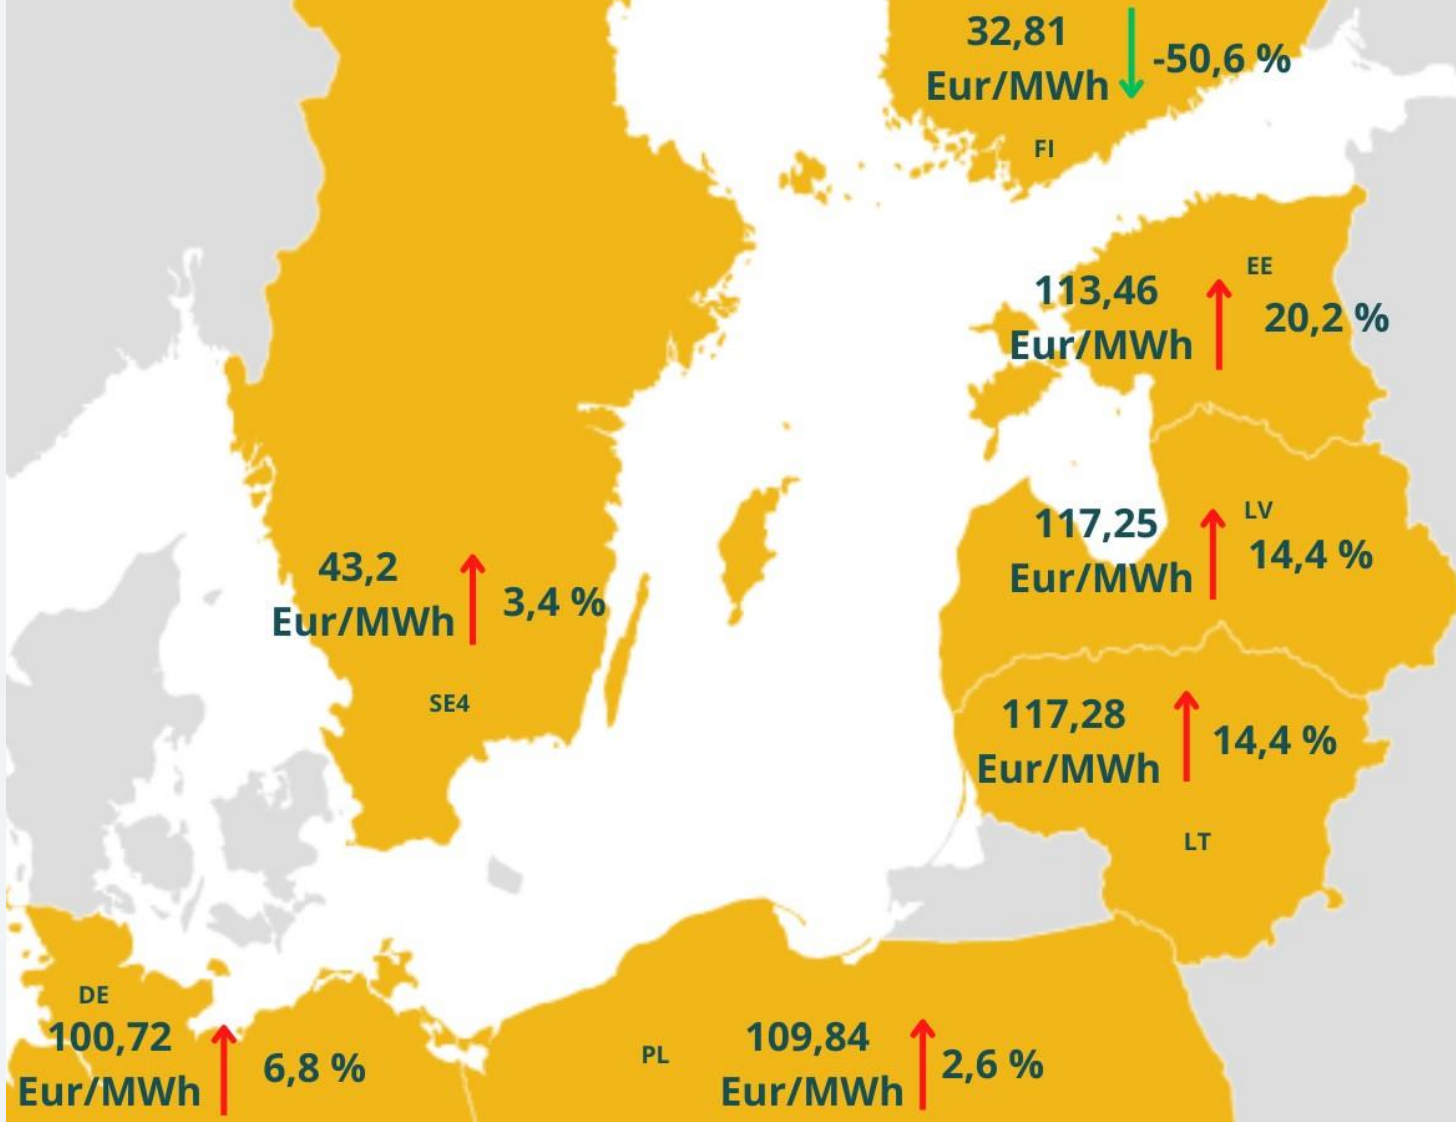 32,81
Eur/MWh
-50,6 %
FI
EE
113,46
Eur/MWh
20,2 %
LV
117,25
Eur/MWh
14,4 %
43,2
Eur/MWh
3,4 %
SE4
117,28
Eur/MWh
14,4 %
LT
DE
100,72
Eur/MWh
6,8 %
PL
109,84
Eur/MWh
2,6 %